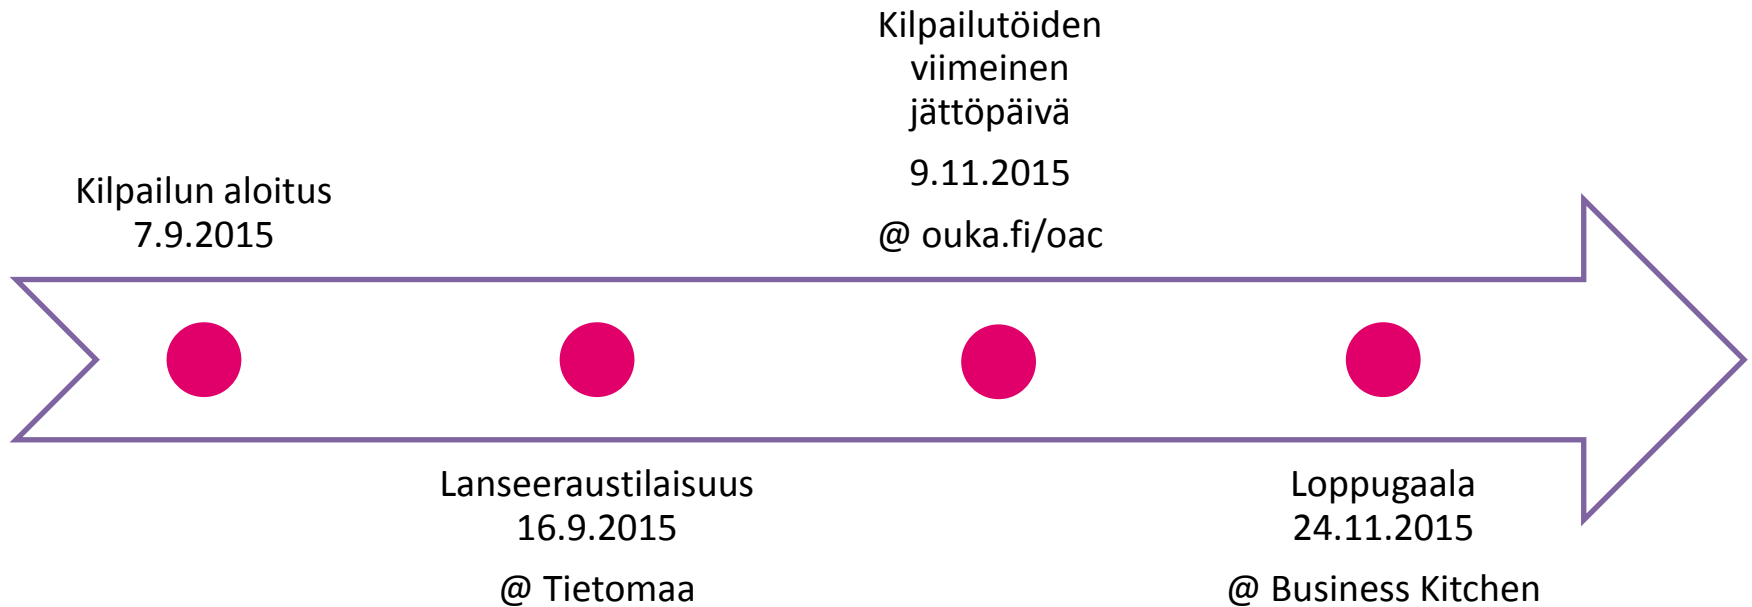 Kilpailun aloitus
7.9.2015
Lanseeraustilaisuus
16.9.2015
@ Tietomaa
Kilpailutöiden
viimeinen
jättöpäivä
9.11.2015
@ ouka.fi/oac
Loppugaala
24.11.2015
@ Business Kitchen